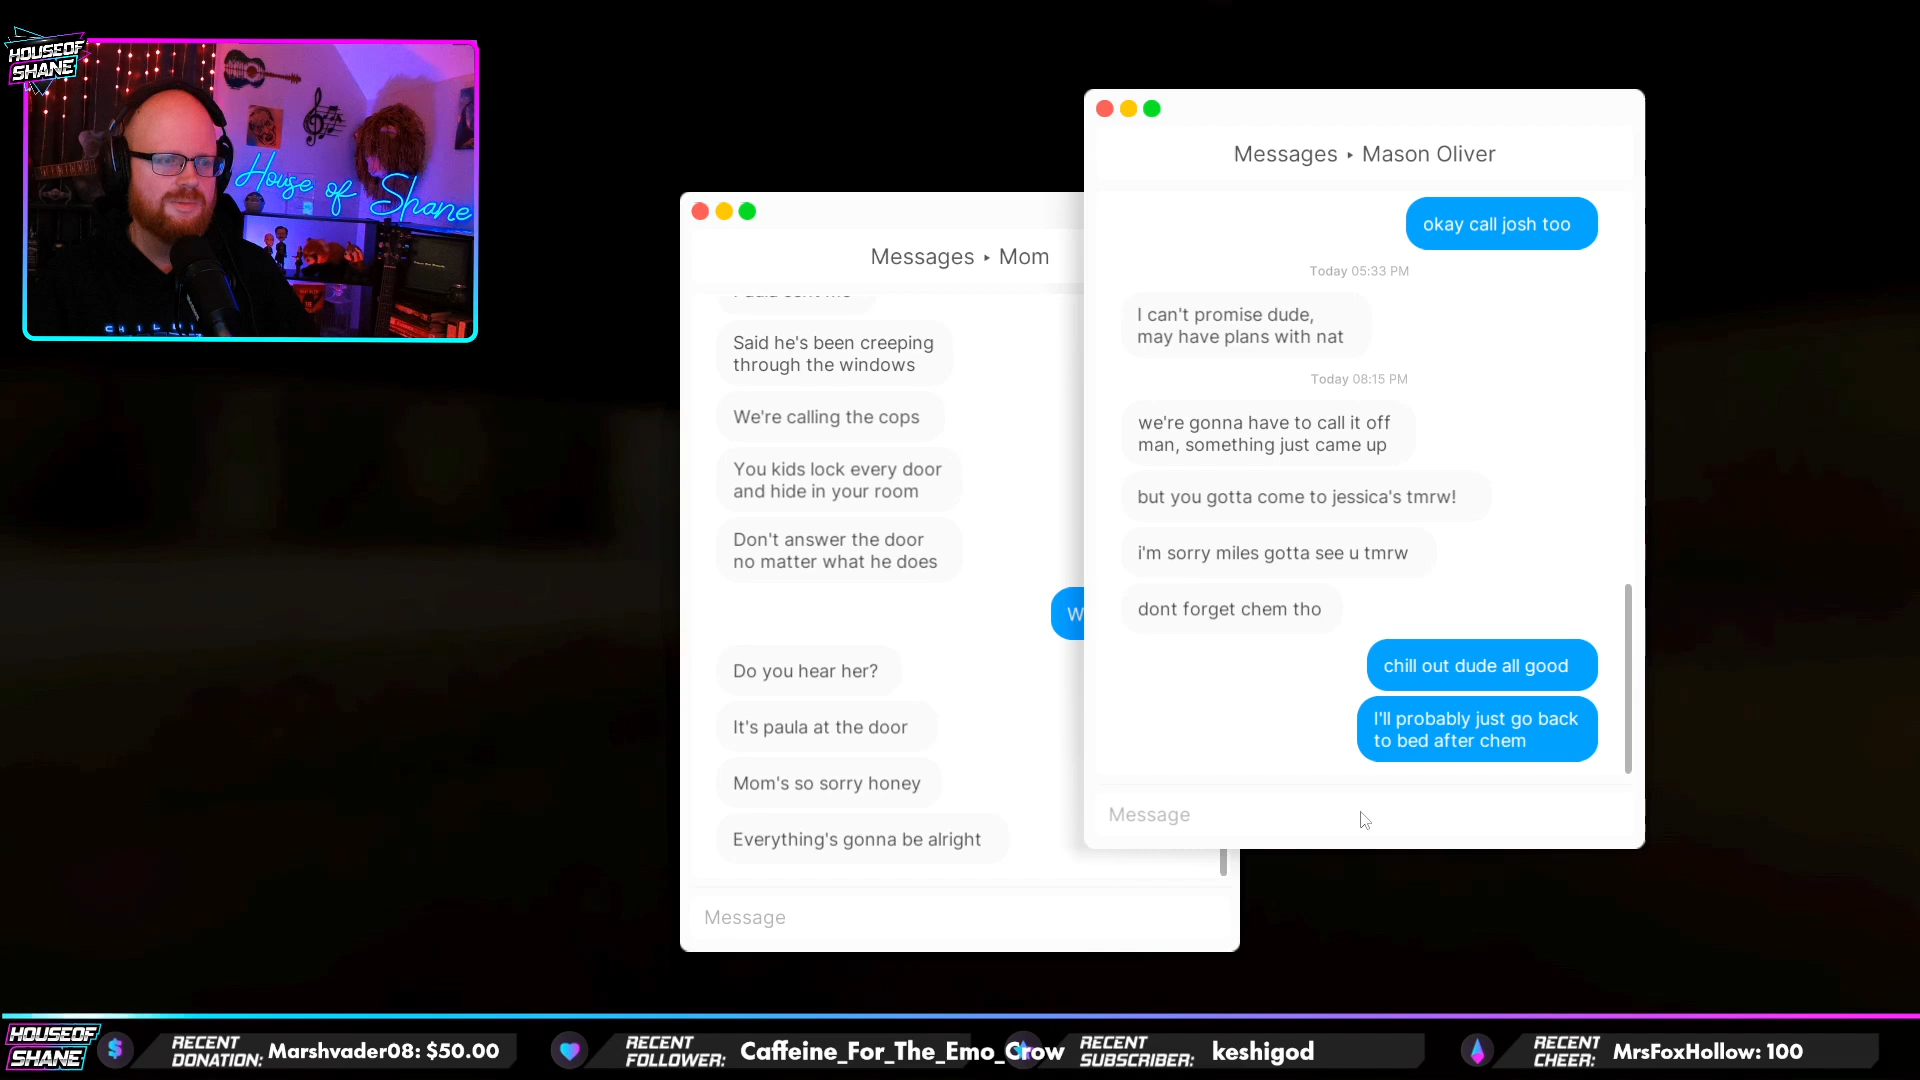 HOUSEOF
SHANE
House of Shane
Messages ▸ Mom
Said he's been creeping
through the windows
We're calling the cops
You kids lock every door
and hide in your room
Don't answer the door
no matter what he does
W
Do you hear her?
It's paula at the door
Mom's so sorry honey
Everything's gonna be alright
Message
Messages ▸ Mason Oliver
okay call josh too
Today 05:33 PM
I can't promise dude,
may have plans with nat
Today 08:15 PM
we're gonna have to call it off
man, something just came up
but you gotta come to jessica's tmrw!
i'm sorry miles gotta see u tmrw
dont forget chem tho
chill out dude all good
I'll probably just go back
to bed after chem
Message
HOUSEOF
SHANE
RECENT
DONATION: Marshvader08: $50.00
RECENT
FOLLOWER: Caffeine_For_The_Emo_Crow
RECENT
SUBSCRIBER: keshigod
RECENT
CHEER: MrsFoxHollow: 100